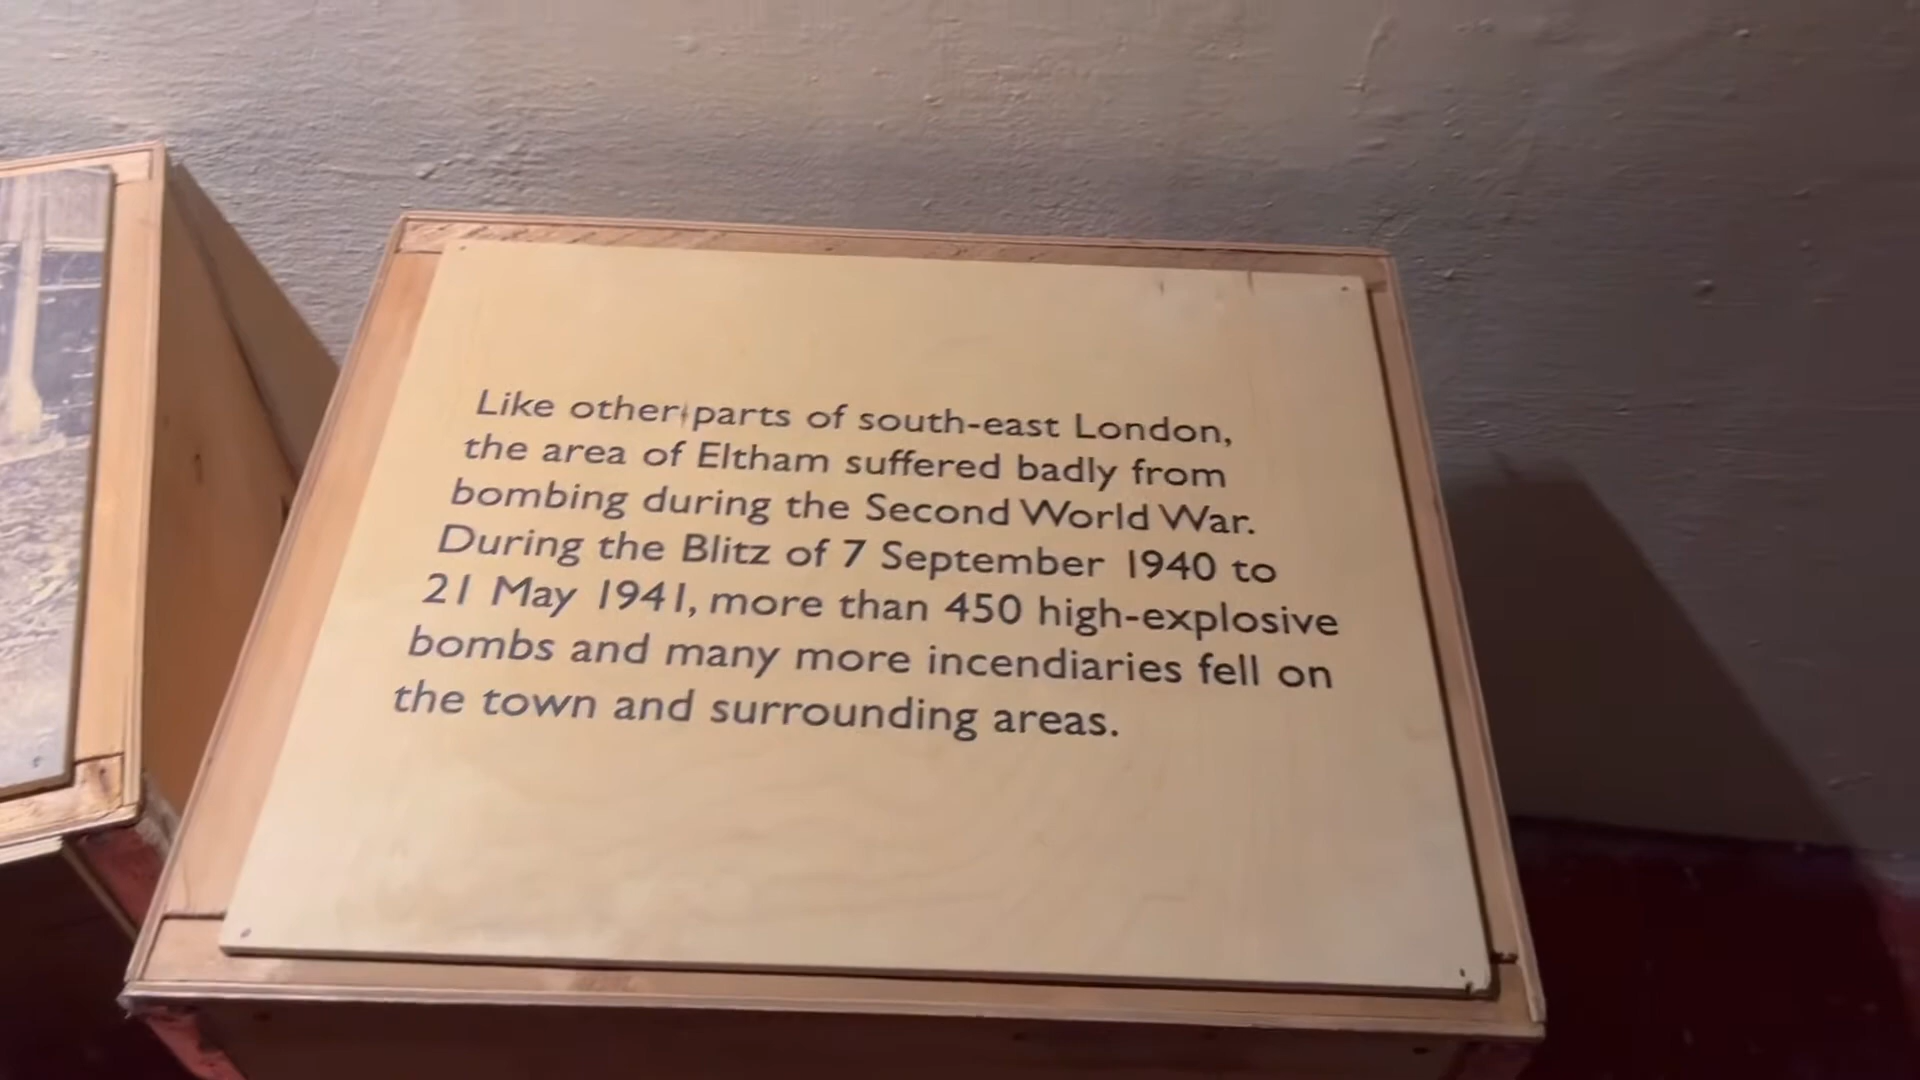 Like other parts of south-east London,
the area of Eltham suffered badly from
bombing during the Second World War.
During the Blitz of 7 September 1940 to
21 May 1941, more than 450 high-explosive
bombs and many more incendiaries fell on
the town and surrounding areas.